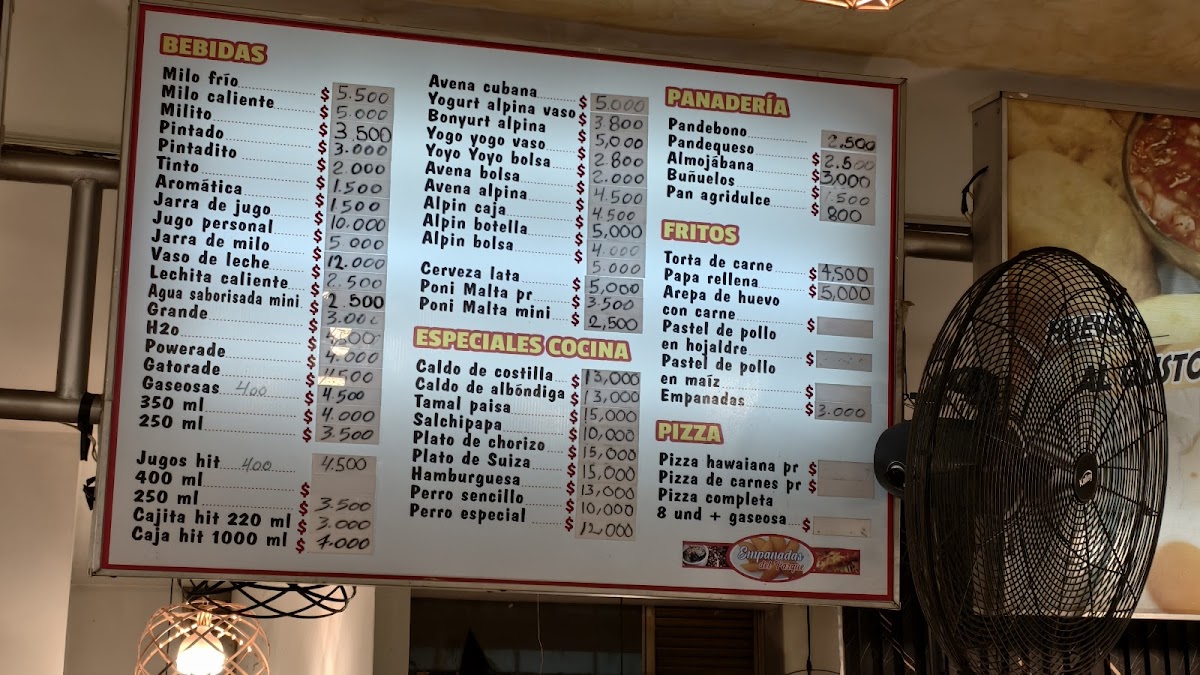 BEBIDAS
Milo frío $ 5.500
Milo caliente $ 5.000
Milito $ 3.500
Pintado $ 3.000
Pintadito $ 2.000
Tinto $ 1.500
Aromática $ 1.500
Jarra de jugo $ 10.000
Jugo personal $ 5.000
Jarra de milo $ 12.000
Vaso de leche $ 2.500
Lechita caliente $ 2.500
Agua saborisada mini $ 3.000
Grande $
H2o $ 4.000
Powerade $ 4.500
Gatorade $ 4.500
Gaseosas 400 $ 4.000
350 ml $ 3.500
250 ml $
Jugos hit 400 4.500
400 ml $
250 ml $ 3.500
Cajita hit 220 ml $ 3.000
Caja hit 1000 ml $ 7.000
Avena cubana $ 5.000
Yogurt alpina vaso $ 3.800
Bonyurt alpina $ 5,000
Yogo yogo vaso $ 2.800
Yoyo Yoyo bolsa $ 2.000
Avena bolsa $ 4.500
Avena alpina $ 4.500
Alpin caja $ 5,000
Alpin botella $ 4.000
Alpin bolsa $ 5.000
Cerveza lata $ 5,000
Poni Malta pr $ 3.500
Poni Malta mini $ 2,500
ESPECIALES COCINA
Caldo de costilla $ 13,000
Caldo de albóndiga $ 13,000
Tamal paisa $ 15,000
Salchipapa $ 10,000
Plato de chorizo $ 15,000
Plato de Suiza $ 15,000
Hamburguesa $ 13,000
Perro sencillo $ 10,000
Perro especial $ 12.000
PANADERÍA
Pandebono 2.500
Pandequeso $ 2.500
Almojábana $ 3,000
Buñuelos $ 1.500
Pan agridulce $ 800
FRITOS
Torta de carne $ 4,500
Papa rellena $ 5,000
Arepa de huevo
con carne $
Pastel de pollo
en hojaldre $
Pastel de pollo
en maíz $
Empanadas $ 3.000
PIZZA
Pizza hawaiana pr $
Pizza de carnes pr $
Pizza completa
8 und + gaseosa $
Empanadas
del Parque
HUEVOS
AL GUSTO